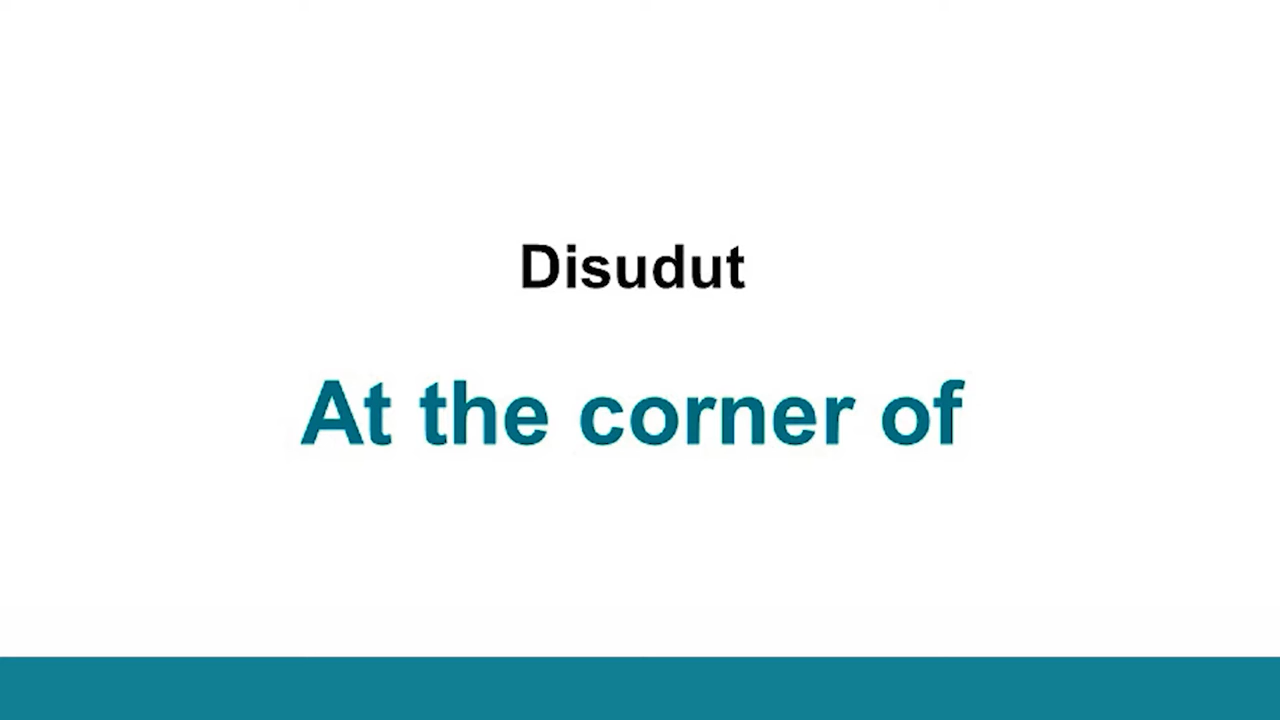 Disudut
At the corner of